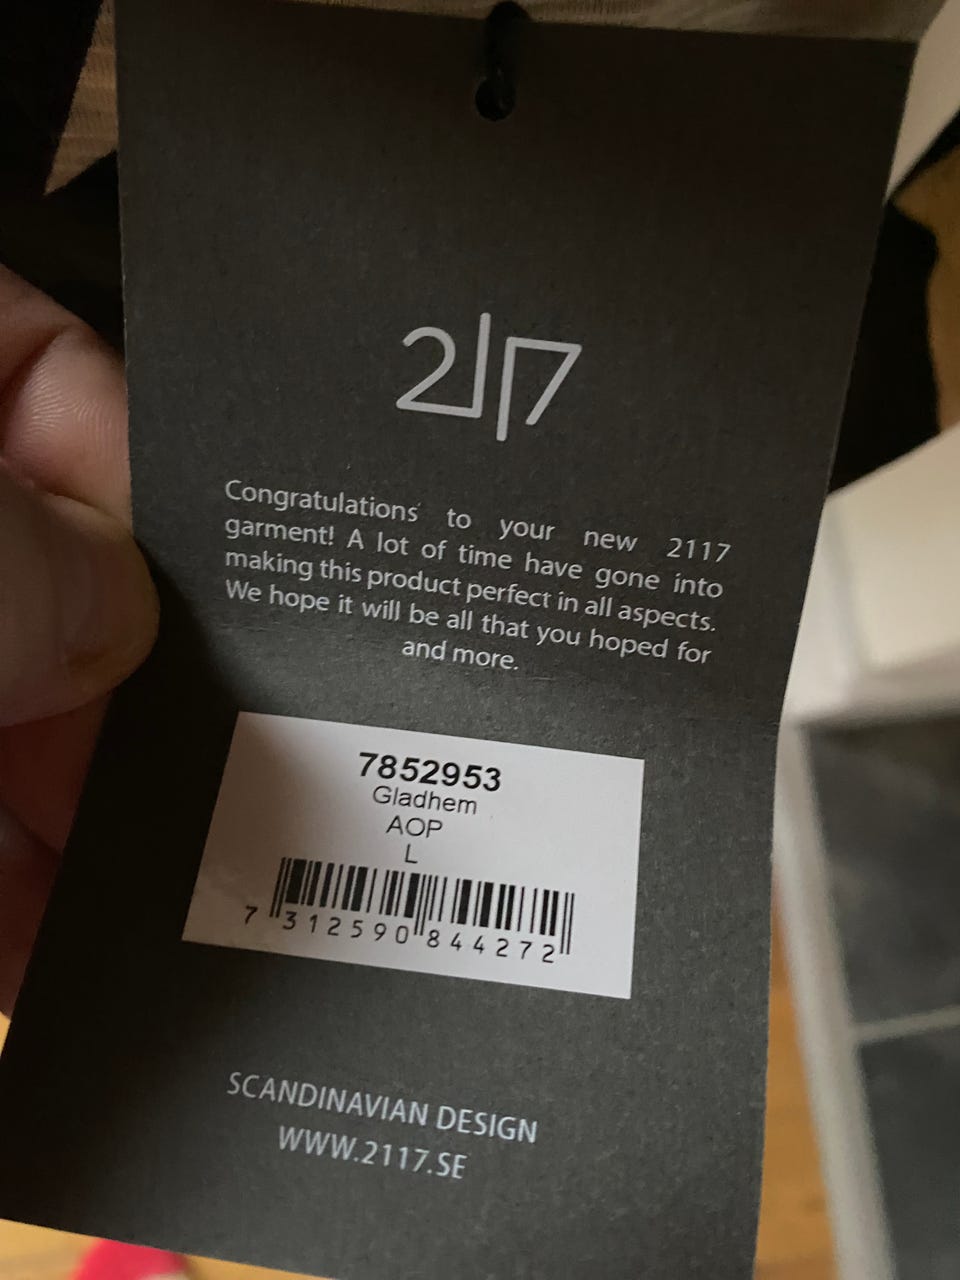 2117
Congratulations to your new 2117
garment! A lot of time have gone into
making this product perfect in all aspects.
We hope it will be all that you hoped for
and more.
7852953
Gladhem
AOP
L
7 312590 844272
SCANDINAVIAN DESIGN
WWW.2117.SE